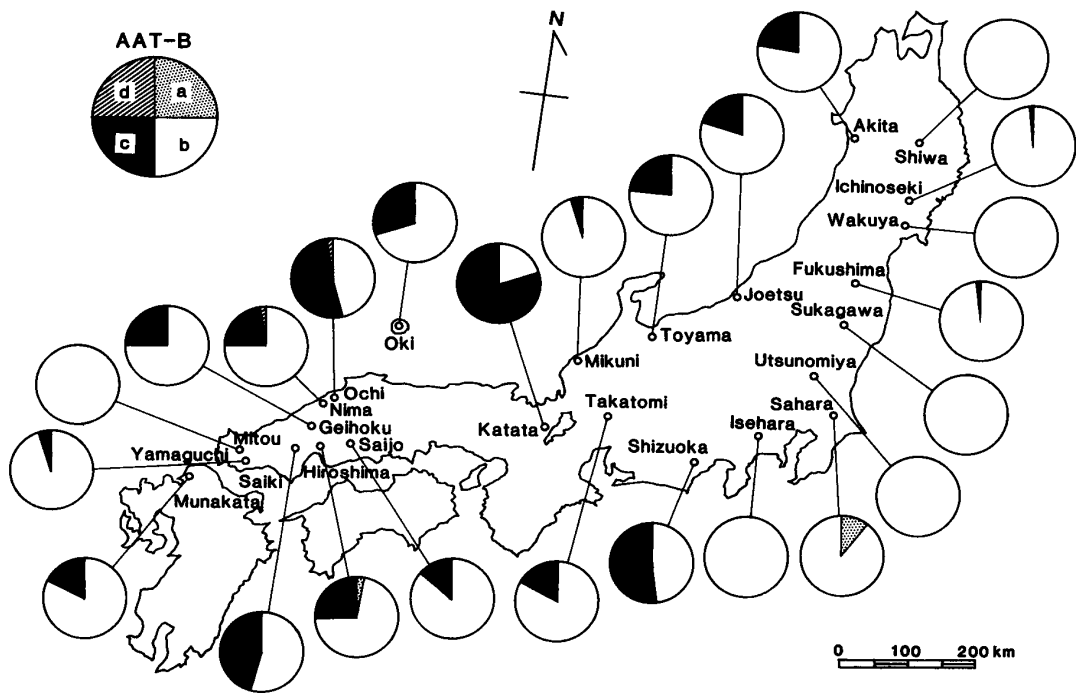 AAT-B
d a
c b
N
Akita
Shiwa
Ichinoseki
Wakuya
Fukushima
Joetsu
Sukagawa
Toyama
Oki
Mikuni
Utsunomiya
Ochi
Nima
Takatomi
Sahara
Geihoku
Katata
Isehara
Mitou
Saijo
Shizuoka
Yamaguchi
Hiroshima
Saiki
Munakata
0 100 200 km